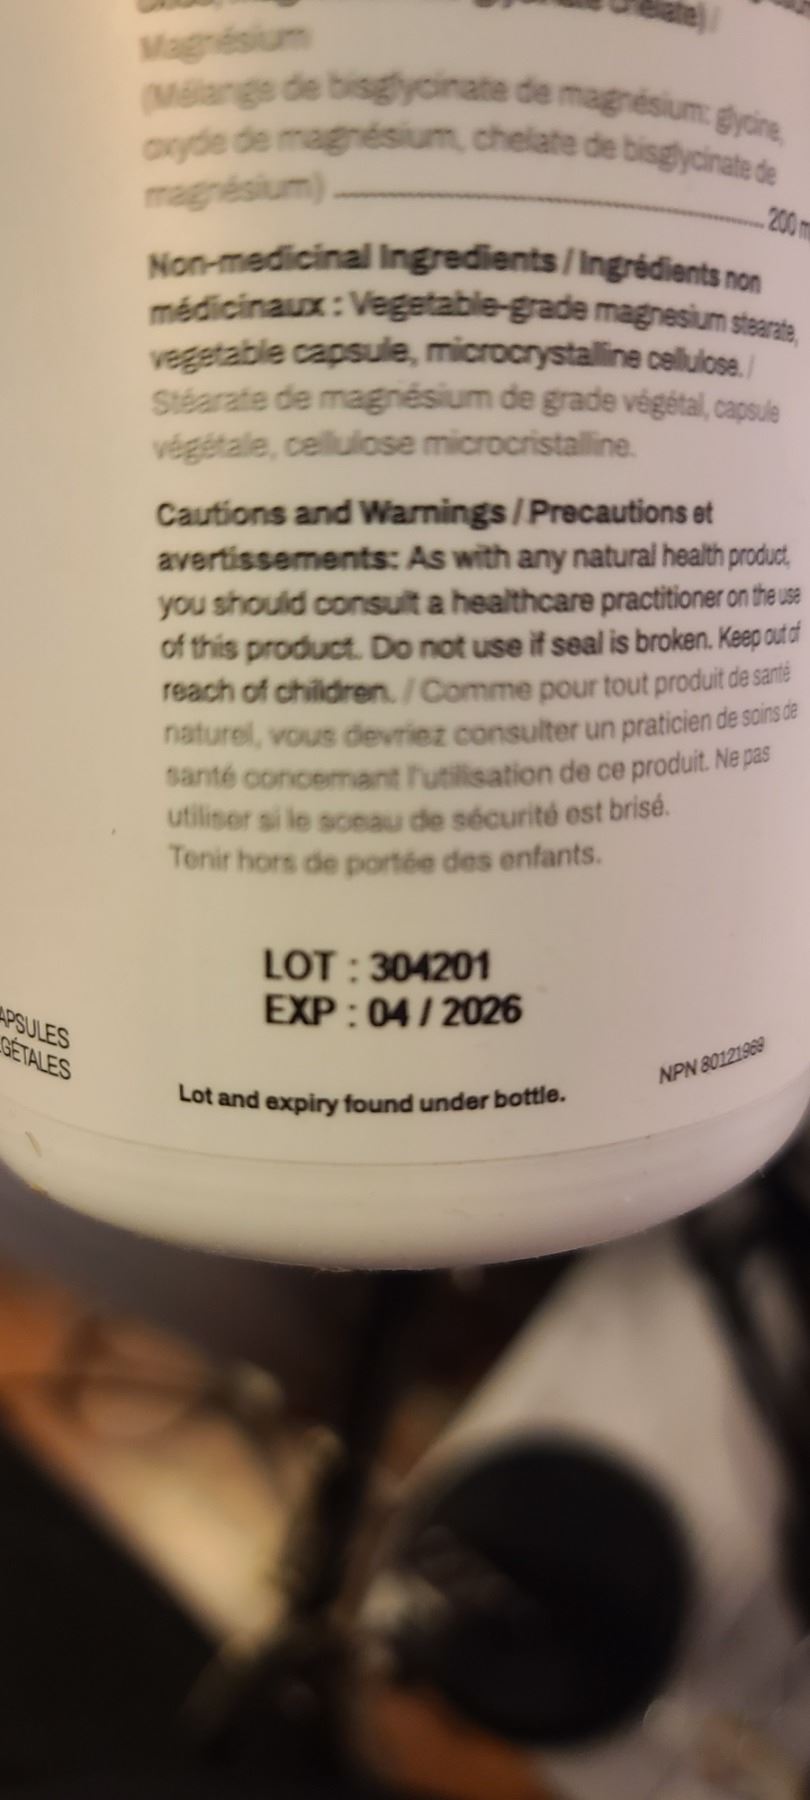 chelate) /
Magnésium
(Mélange de bisglycinate de magnésium: glycine,
oxyde de magnésium, chelate de bisglycinate de
magnésium) 200 m
Non-medicinal Ingredients / Ingrédients non
médicinaux : Vegetable-grade magnesium stearate,
vegetable capsule, microcrystalline cellulose. /
Stéarate de magnésium de grade végétal, capsule
végétale, cellulose microcristalline.
Cautions and Warnings / Precautions et
avertissements: As with any natural health product,
you should consult a healthcare practitioner on the use
of this product. Do not use if seal is broken. Keep out of
reach of children. / Comme pour tout produit de santé
naturel, vous devriez consulter un praticien de soins de
santé concernant l'utilisation de ce produit. Ne pas
utiliser si le sceau de sécurité est brisé.
Tenir hors de portée des enfants.
LOT : 304201
EXP : 04 / 2026
APSULES
GÉTALES
NPN 80121969
Lot and expiry found under bottle.